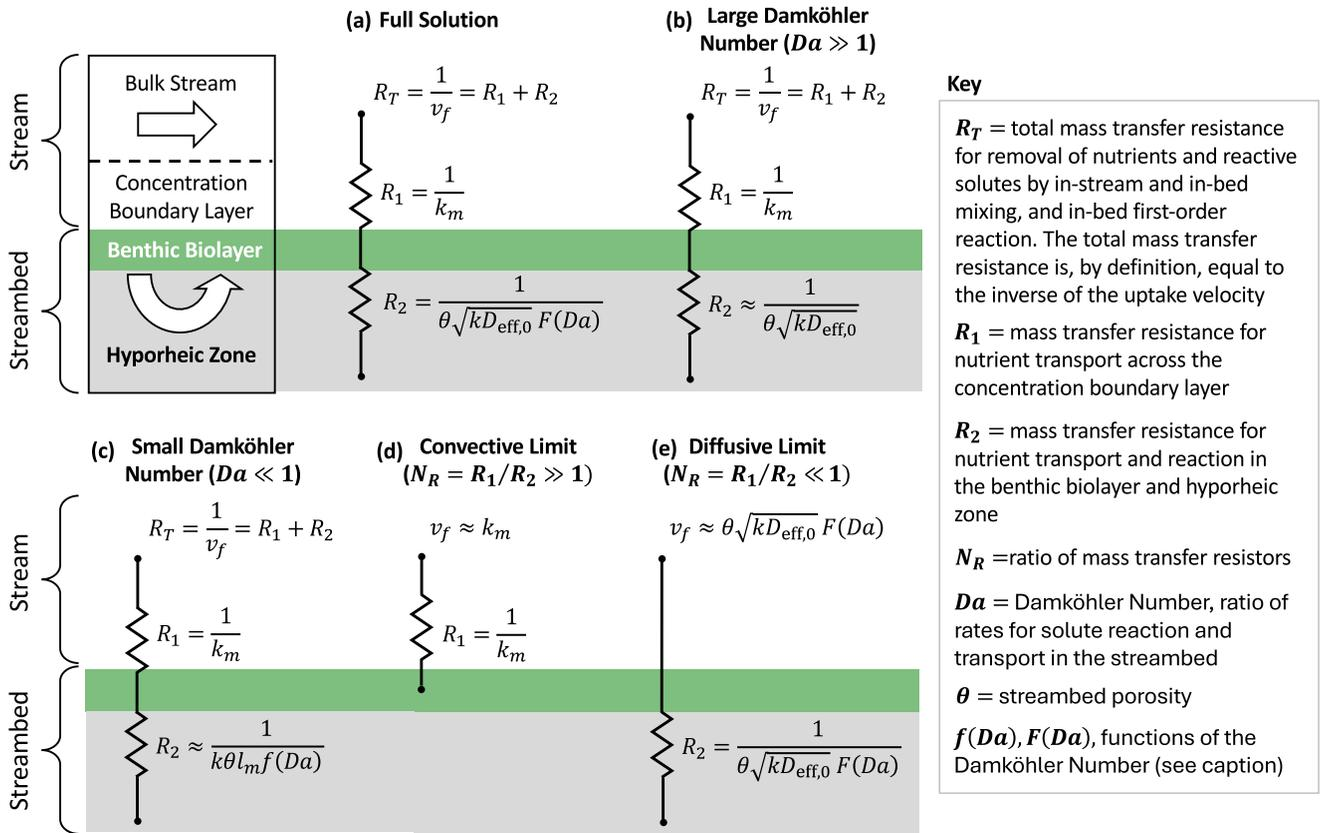 (a) Full Solution
(b) Large Damköhler
Number (Da ≫ 1)
Stream
Bulk Stream
Concentration
Boundary Layer
Streambed
Benthic Biolayer
Hyporheic Zone
R_T = 1/v_f = R_1 + R_2
R_1 = 1/k_m
R_2 = 1/(θ√(kD_eff,0) F(Da))
R_T = 1/v_f = R_1 + R_2
R_1 = 1/k_m
R_2 ≈ 1/(θ√(kD_eff,0))
(c) Small Damköhler
Number (Da ≪ 1)
(d) Convective Limit
(N_R = R_1/R_2 ≫ 1)
(e) Diffusive Limit
(N_R = R_1/R_2 ≪ 1)
Stream
Streambed
R_T = 1/v_f = R_1 + R_2
R_1 = 1/k_m
R_2 ≈ 1/(kθl_m f(Da))
v_f ≈ k_m
R_1 = 1/k_m
v_f ≈ θ√(kD_eff,0) F(Da)
R_2 = 1/(θ√(kD_eff,0) F(Da))
Key
R_T = total mass transfer resistance
for removal of nutrients and reactive
solutes by in-stream and in-bed
mixing, and in-bed first-order
reaction. The total mass transfer
resistance is, by definition, equal to
the inverse of the uptake velocity
R_1 = mass transfer resistance for
nutrient transport across the
concentration boundary layer
R_2 = mass transfer resistance for
nutrient transport and reaction in
the benthic biolayer and hyporheic
zone
N_R =ratio of mass transfer resistors
Da = Damköhler Number, ratio of
rates for solute reaction and
transport in the streambed
θ = streambed porosity
f(Da), F(Da), functions of the
Damköhler Number (see caption)